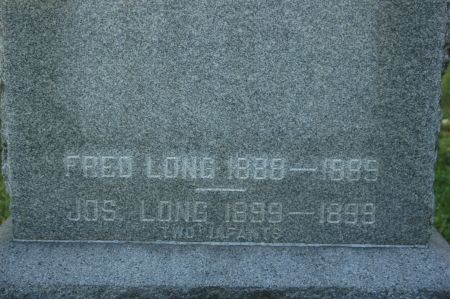 FRED LONG 1888—1889
JOS. LONG 1899—1899
TWO INFANTS